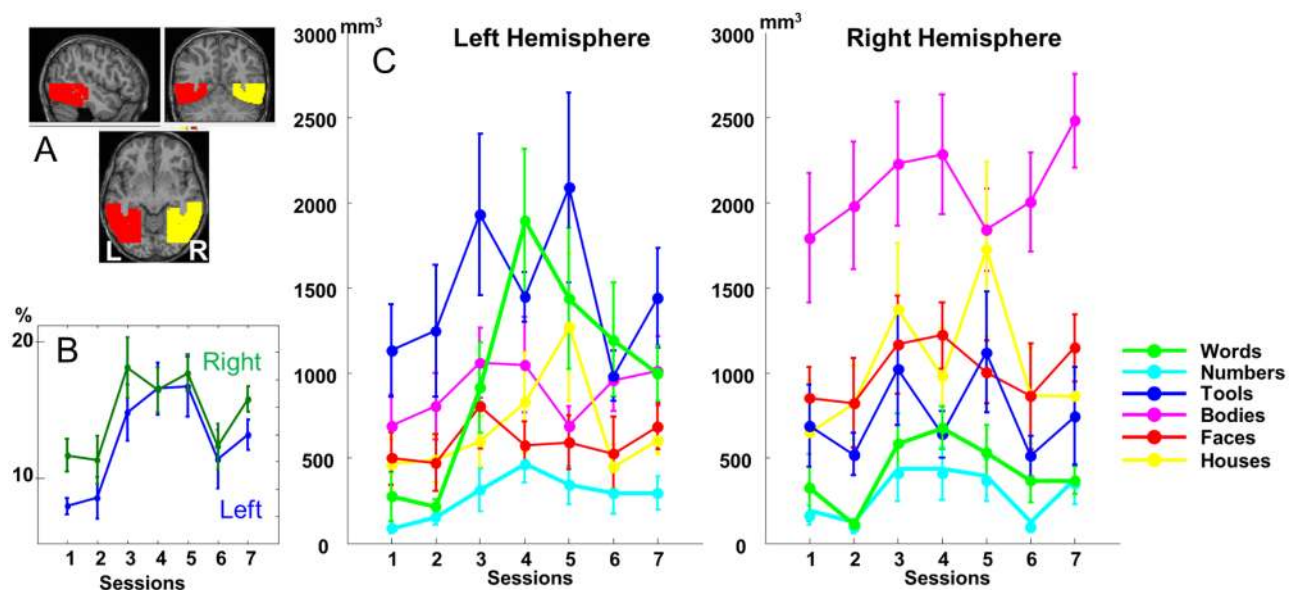 A
L R
%
B
20
10
Right
Left
1 2 3 4 5 6 7
Sessions
C
mm³
Left Hemisphere
3000
2500
2000
1500
1000
500
0
1 2 3 4 5 6 7
Sessions
mm³
Right Hemisphere
3000
2500
2000
1500
1000
500
0
1 2 3 4 5 6 7
Sessions
Words
Numbers
Tools
Bodies
Faces
Houses